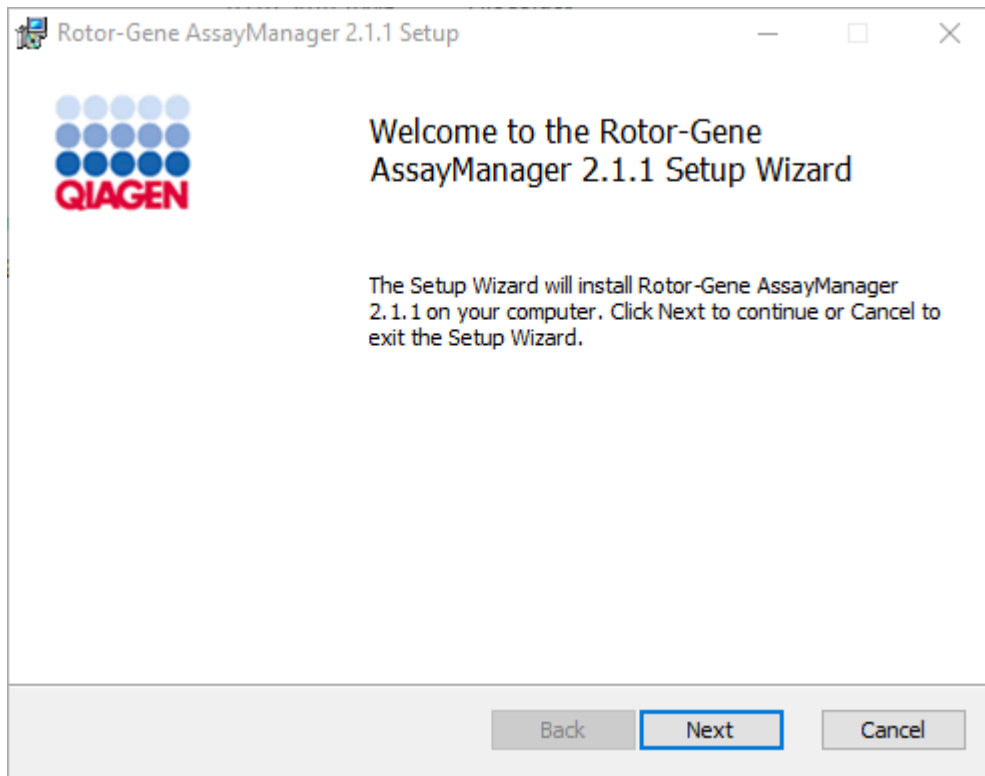 Rotor-Gene AssayManager 2.1.1 Setup
QIAGEN
Welcome to the Rotor-Gene
AssayManager 2.1.1 Setup Wizard
The Setup Wizard will install Rotor-Gene AssayManager
2.1.1 on your computer. Click Next to continue or Cancel to
exit the Setup Wizard.
Back
Next
Cancel